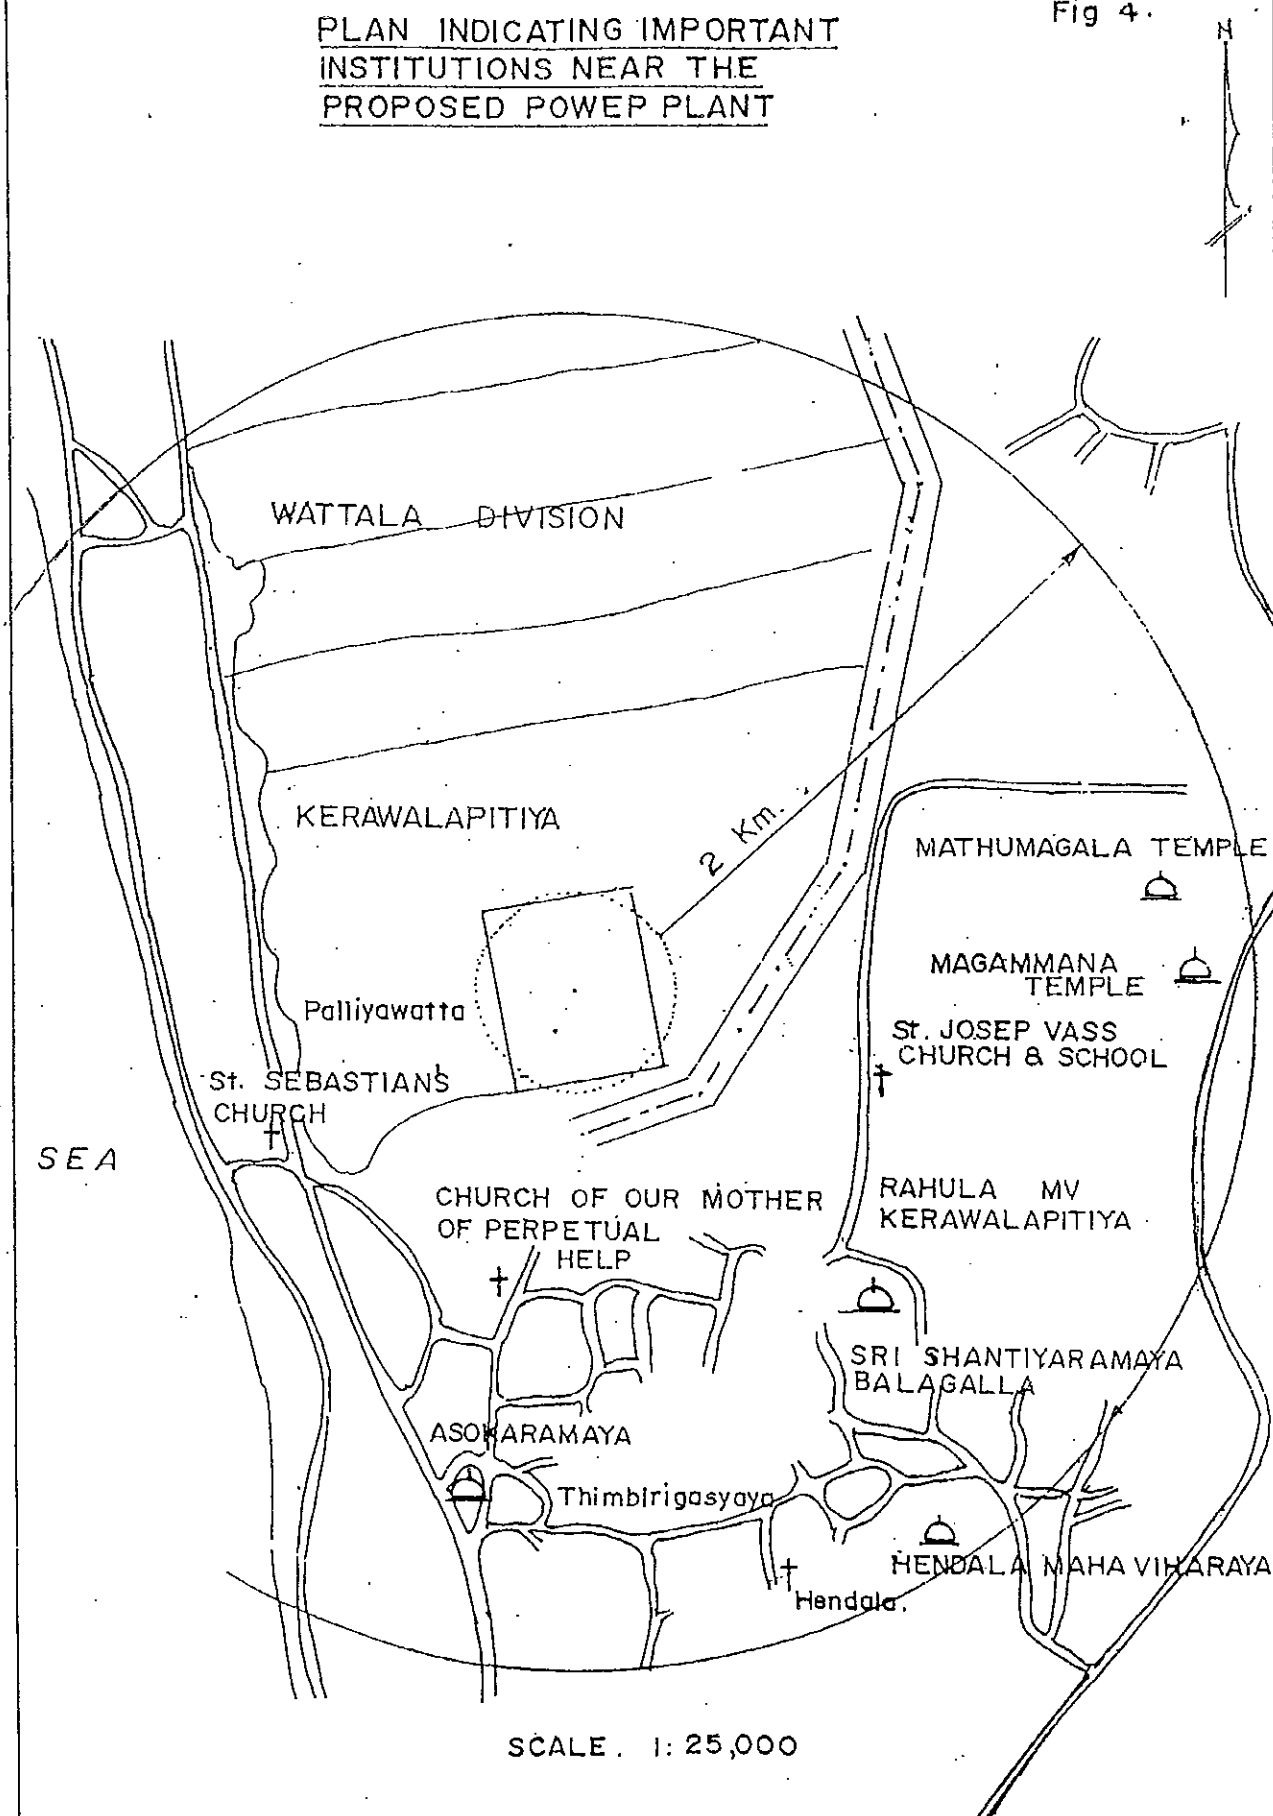 Fig 4.
PLAN INDICATING IMPORTANT
INSTITUTIONS NEAR THE
PROPOSED POWEP PLANT
N
WATTALA DIVISION
KERAWALAPITIYA
2 Km.
MATHUMAGALA TEMPLE
MAGAMMANA
TEMPLE
Palliyawatta
St. JOSEP VASS
CHURCH & SCHOOL
St. SEBASTIANS
CHURCH
SEA
CHURCH OF OUR MOTHER
OF PERPETUAL
HELP
RAHULA MV
KERAWALAPITIYA
SRI SHANTIYARAMAYA
BALAGALLA
ASOKARAMAYA
Thimbirigasyaya
HENDALA MAHA VIHARAYA
Hendala.
SCALE. 1:25,000